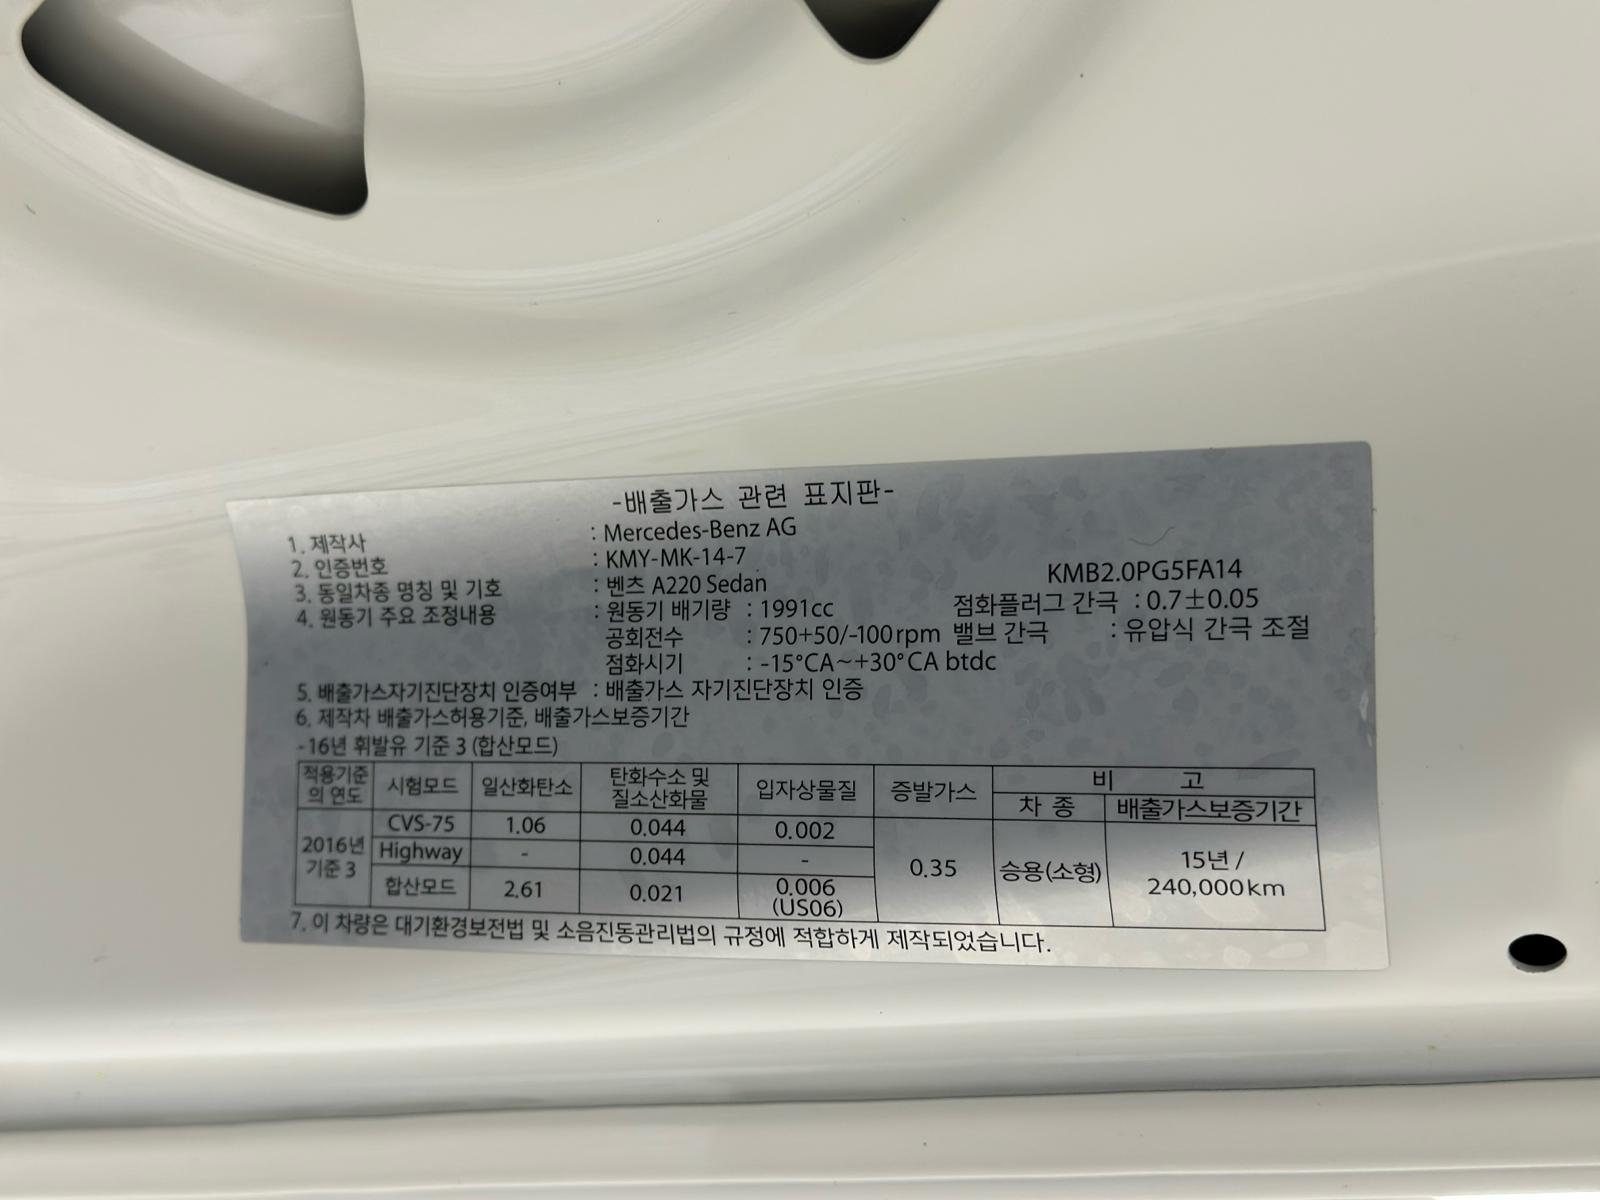 -배출가스 관련 표지판-
1. 제작사 : Mercedes-Benz AG
2. 인증번호 : KMY-MK-14-7
3. 동일차종 명칭 및 기호 : 벤츠 A220 Sedan KMB2.0PG5FA14
4. 원동기 주요 조정내용 : 원동기 배기량 : 1991cc 점화플러그 간극 : 0.7±0.05
공회전수 : 750+50/-100rpm 밸브 간극 : 유압식 간극 조절
점화시기 : -15°CA~+30°CA btdc
5. 배출가스자기진단장치 인증여부 : 배출가스 자기진단장치 인증
6. 제작차 배출가스허용기준, 배출가스보증기간
-16년 휘발유 기준 3 (합산모드)
적용기준의 연도 시험모드 일산화탄소 탄화수소 및 질소산화물 입자상물질 증발가스 비 고
차 종 배출가스보증기간
2016년 기준 3 CVS-75 1.06 0.044 0.002 0.35 승용(소형) 15년 / 240,000km
Highway - 0.044 -
합산모드 2.61 0.021 0.006 (US06)
7. 이 차량은 대기환경보전법 및 소음진동관리법의 규정에 적합하게 제작되었습니다.